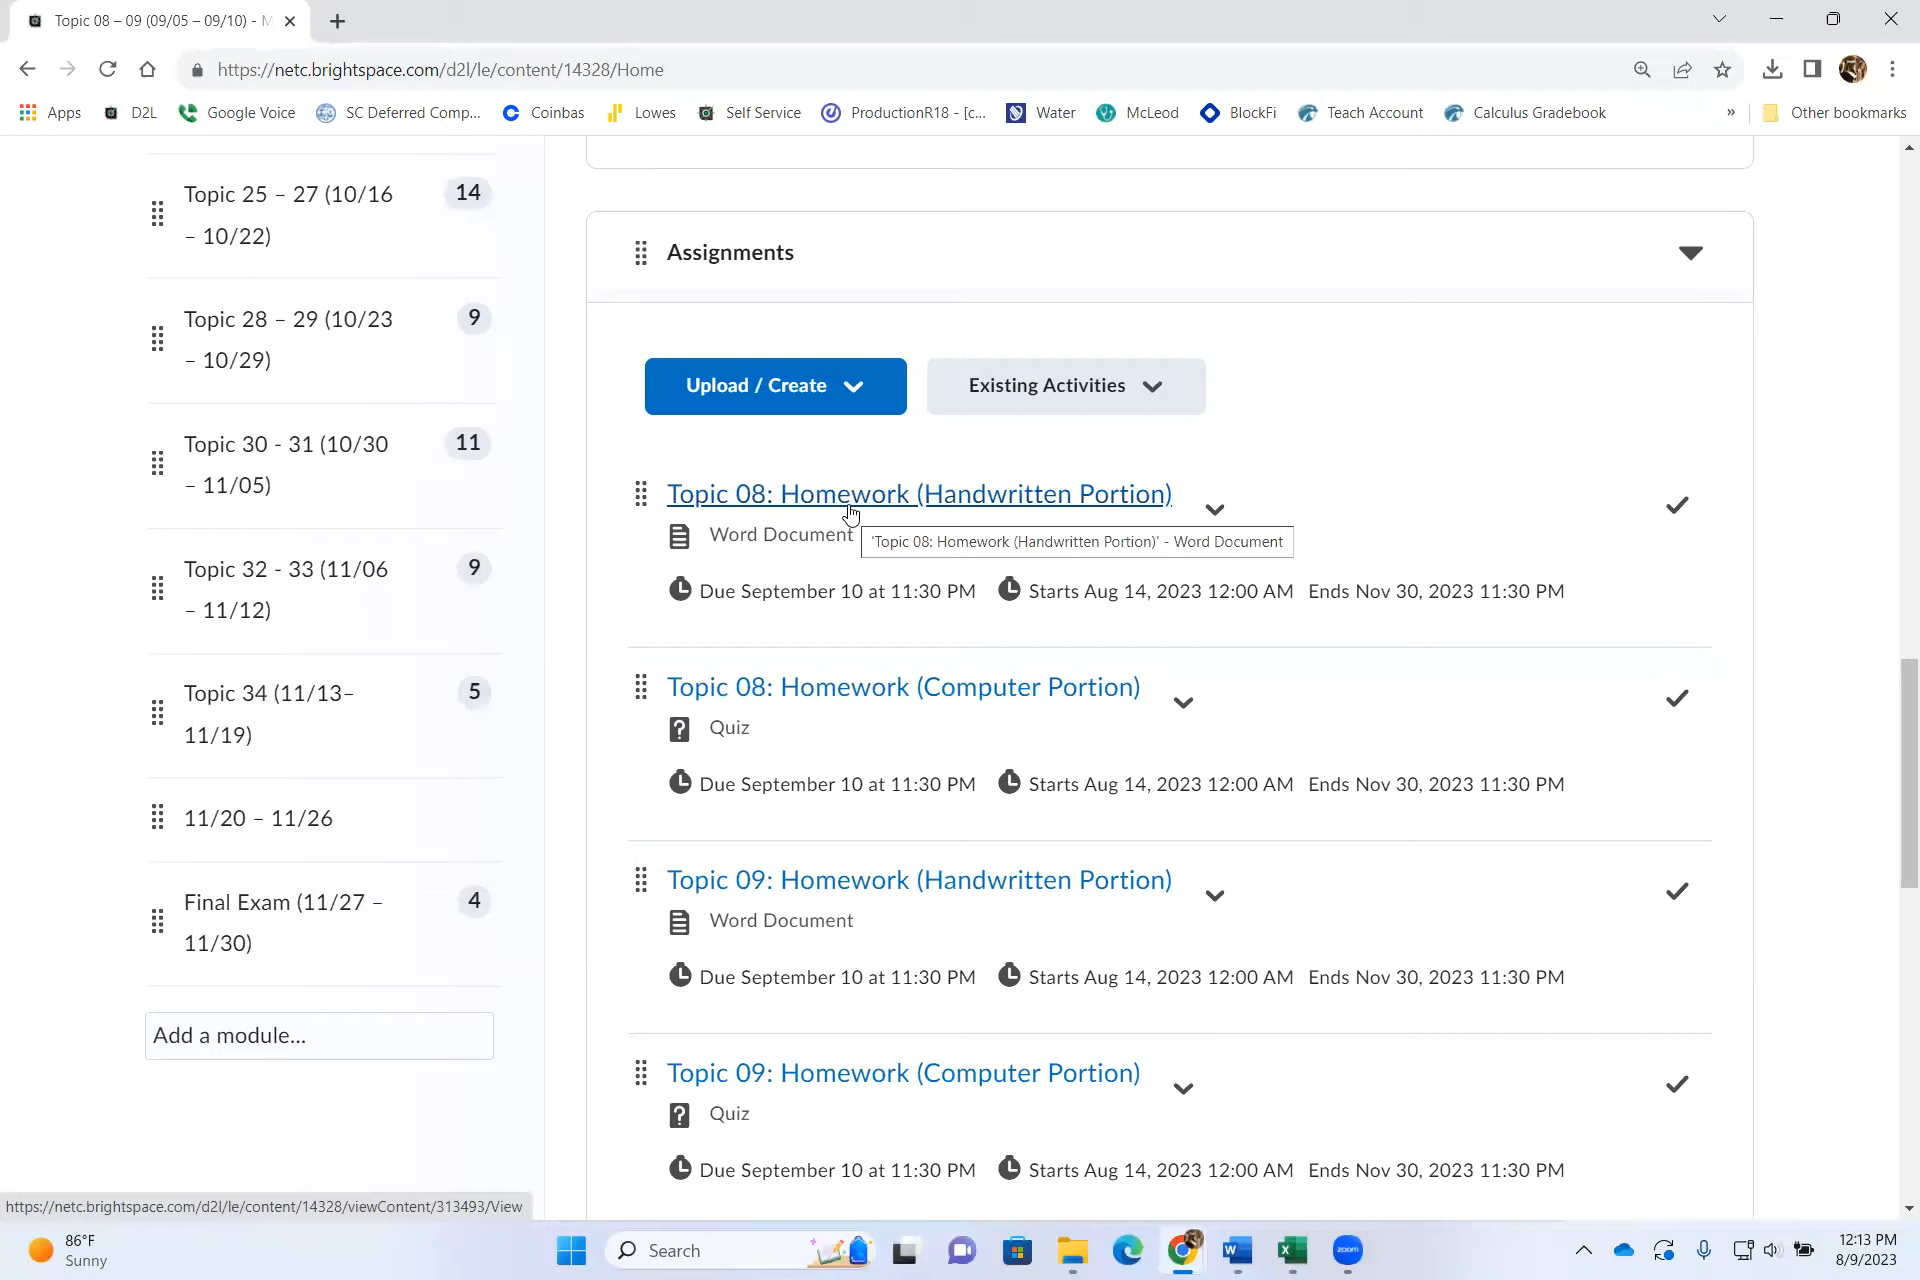 Topic 08 – 09 (09/05 – 09/10) - M
https://netc.brightspace.com/d2l/le/content/14328/Home
Apps D2L Google Voice SC Deferred Comp... Coinbas Lowes Self Service ProductionR18 - [c... Water McLeod BlockFi Teach Account Calculus Gradebook » Other bookmarks
Topic 25 – 27 (10/16 14
– 10/22)
Topic 28 – 29 (10/23 9
– 10/29)
Topic 30 - 31 (10/30 11
– 11/05)
Topic 32 - 33 (11/06 9
– 11/12)
Topic 34 (11/13– 5
11/19)
11/20 – 11/26
Final Exam (11/27 – 4
11/30)
Add a module...
Assignments
Upload / Create Existing Activities
Topic 08: Homework (Handwritten Portion)
Word Document
'Topic 08: Homework (Handwritten Portion)' - Word Document
Due September 10 at 11:30 PM Starts Aug 14, 2023 12:00 AM Ends Nov 30, 2023 11:30 PM
Topic 08: Homework (Computer Portion)
Quiz
Due September 10 at 11:30 PM Starts Aug 14, 2023 12:00 AM Ends Nov 30, 2023 11:30 PM
Topic 09: Homework (Handwritten Portion)
Word Document
Due September 10 at 11:30 PM Starts Aug 14, 2023 12:00 AM Ends Nov 30, 2023 11:30 PM
Topic 09: Homework (Computer Portion)
Quiz
Due September 10 at 11:30 PM Starts Aug 14, 2023 12:00 AM Ends Nov 30, 2023 11:30 PM
https://netc.brightspace.com/d2l/le/content/14328/viewContent/313493/View
86°F
Sunny
Search
zoom
12:13 PM
8/9/2023